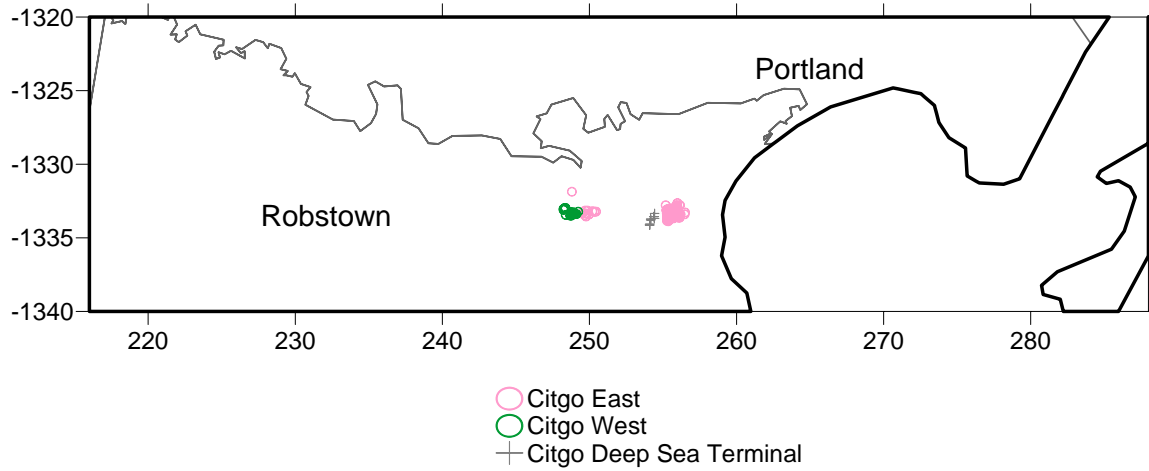 -1320
Portland
-1325
-1330
Robstown
-1335
-1340
220 230 240 250 260 270 280
Citgo East
Citgo West
Citgo Deep Sea Terminal